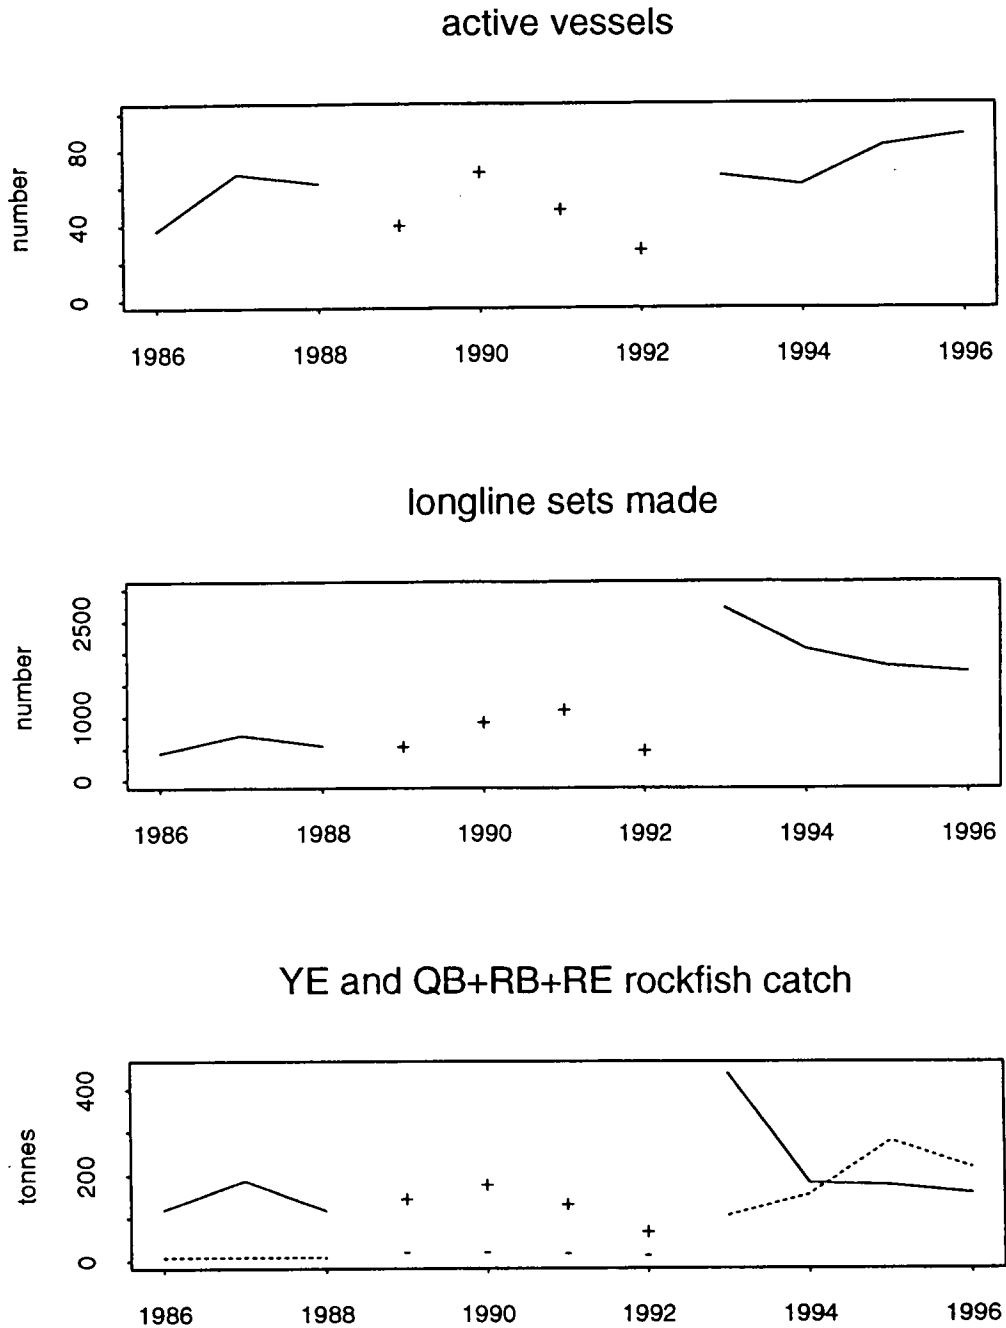 active vessels
number
0 40 80
1986 1988 1990 1992 1994 1996
longline sets made
number
0 1000 2500
1986 1988 1990 1992 1994 1996
YE and QB+RB+RE rockfish catch
tonnes
0 200 400
1986 1988 1990 1992 1994 1996